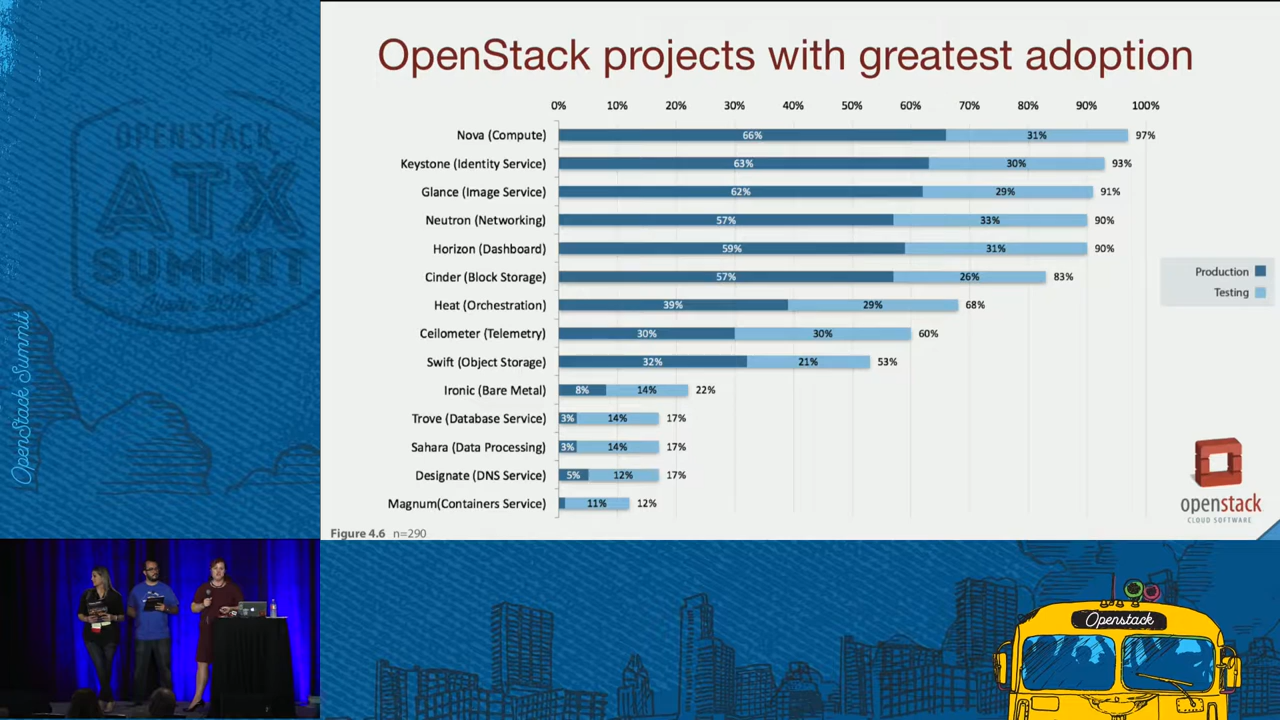 OpenStack projects with greatest adoption
0% 10% 20% 30% 40% 50% 60% 70% 80% 90% 100%
Nova (Compute) 66% 31% 97%
Keystone (Identity Service) 63% 30% 93%
Glance (Image Service) 62% 29% 91%
Neutron (Networking) 57% 33% 90%
Horizon (Dashboard) 59% 31% 90%
Cinder (Block Storage) 57% 26% 83%
Heat (Orchestration) 39% 29% 68%
Ceilometer (Telemetry) 30% 30% 60%
Swift (Object Storage) 32% 21% 53%
Ironic (Bare Metal) 8% 14% 22%
Trove (Database Service) 3% 14% 17%
Sahara (Data Processing) 3% 14% 17%
Designate (DNS Service) 5% 12% 17%
Magnum(Containers Service) 11% 12%
Production
Testing
openstack
CLOUD SOFTWARE
Figure 4.6 n=290
OPENSTACK
ATX
SUMMIT
OpenStack Summit
Openstack